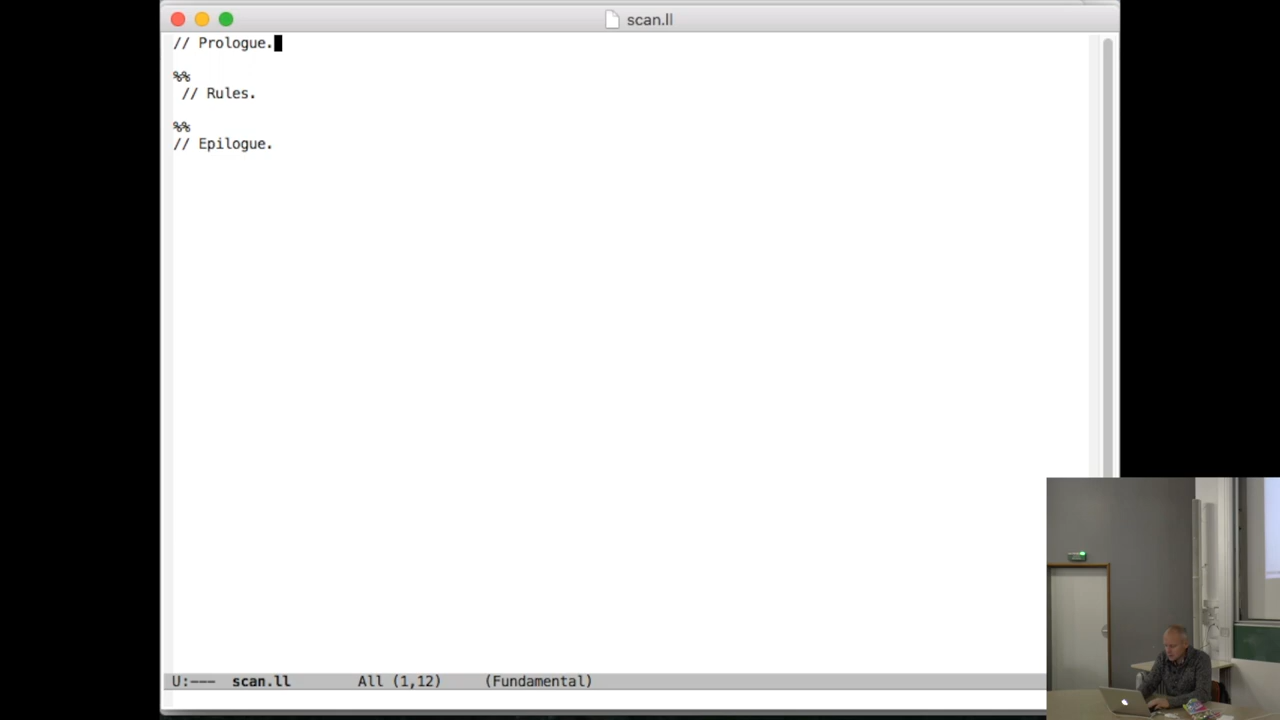 scan.ll
// Prologue.
%%
// Rules.
%%
// Epilogue.
U:--- scan.ll All (1,12) (Fundamental)